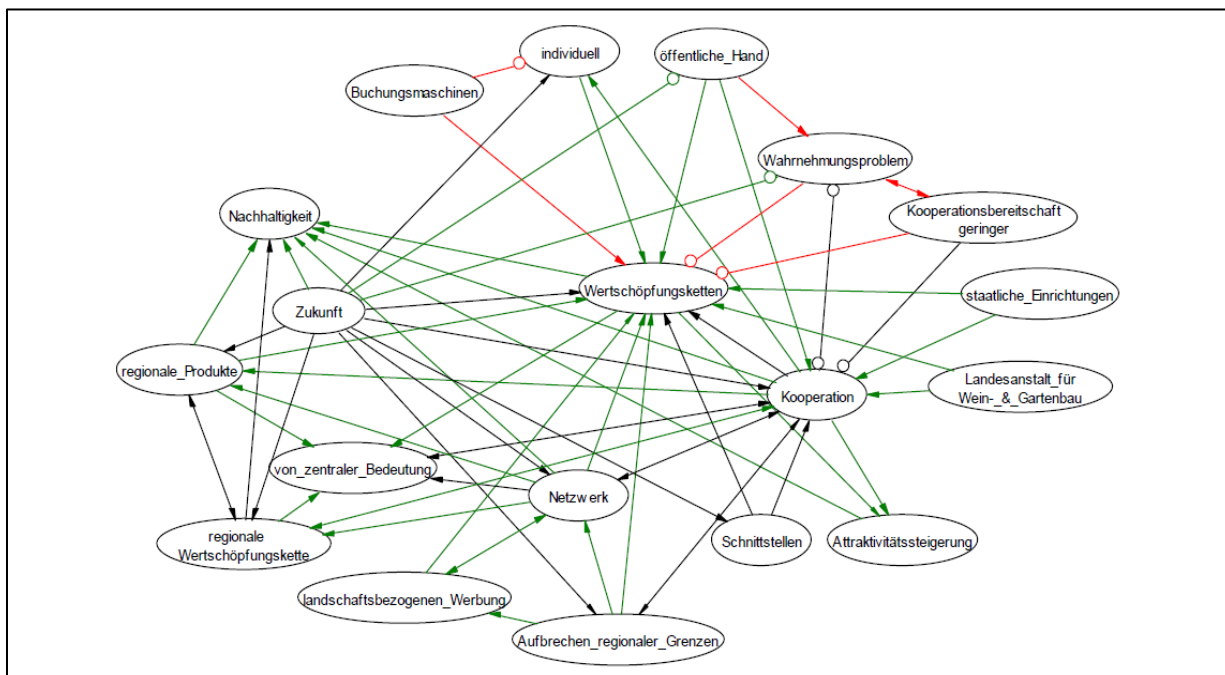 individuell
öffentliche_Hand
Buchungsmaschinen
Wahrnehmungsproblem
Nachhaltigkeit
Kooperationsbereitschaft
geringer
Wertschöpfungsketten
staatliche_Einrichtungen
Zukunft
regionale_Produkte
Kooperation
Landesanstalt_für
Wein-_&_Gartenbau
von_zentraler_Bedeutung
Netzwerk
regionale
Wertschöpfungskette
Schnittstellen
Attraktivitätssteigerung
landschaftsbezogenen_Werbung
Aufbrechen_regionaler_Grenzen